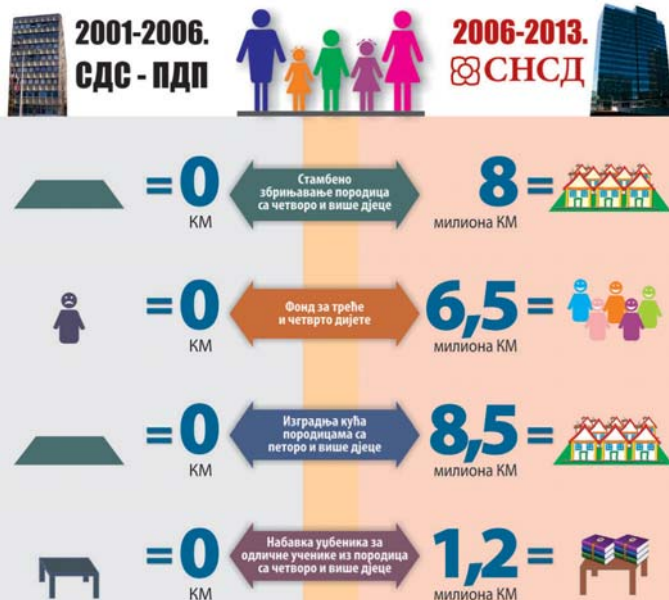 2001-2006.
СДС - ПДП
2006-2013.
СНСД
=0
КМ
Стамбено
збрињавање породица
са четворо и више дјеце
8=
милиона КМ
=0
КМ
Фонд за треће
и четврто дијете
6,5=
милиона КМ
=0
КМ
Изградња кућа
породицама са
петоро и више дјеце
8,5=
милиона КМ
=0
КМ
Набавка уџбеника за
одличне ученике из породица
са четворо и више дјеце
1,2=
милиона КМ